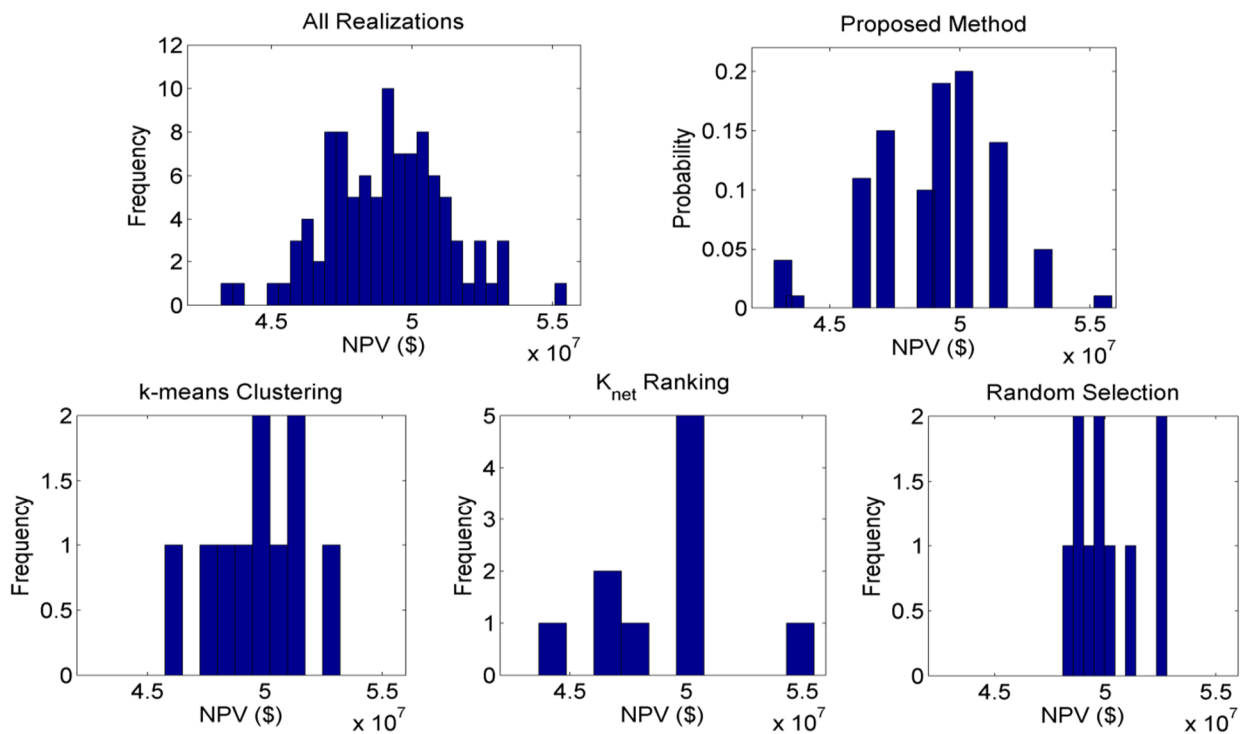 All Realizations
Proposed Method
12
10
8
6
4
2
0
Frequency
4.5 5 5.5
NPV ($)
x 10^7
0.2
0.15
0.1
0.05
0
Probability
4.5 5 5.5
NPV ($)
x 10^7
k-means Clustering
K_net Ranking
Random Selection
2
1.5
1
0.5
0
Frequency
4.5 5 5.5
NPV ($)
x 10^7
5
4
3
2
1
0
Frequency
4.5 5 5.5
NPV ($)
x 10^7
2
1.5
1
0.5
0
Frequency
4.5 5 5.5
NPV ($)
x 10^7